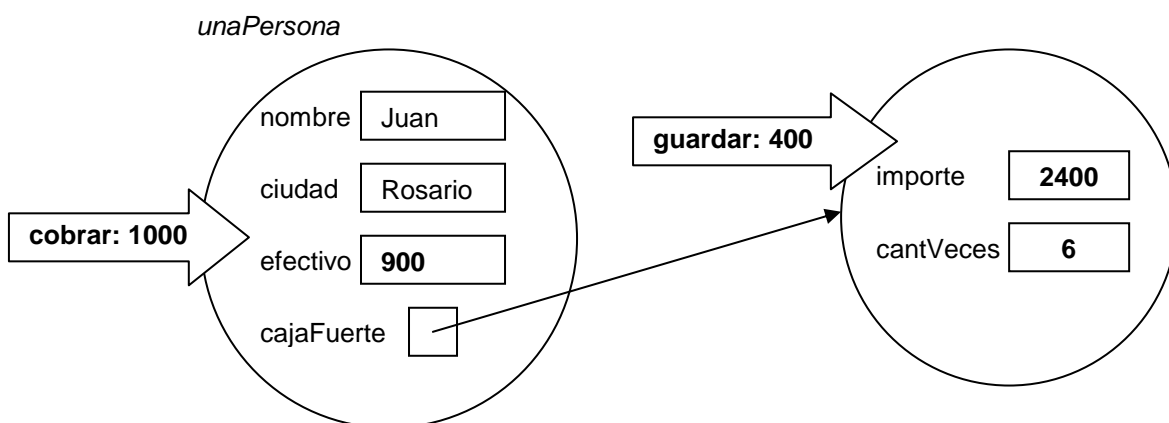 unaPersona
nombre Juan
ciudad Rosario
cobrar: 1000
efectivo 900
cajaFuerte
guardar: 400
importe 2400
cantVeces 6